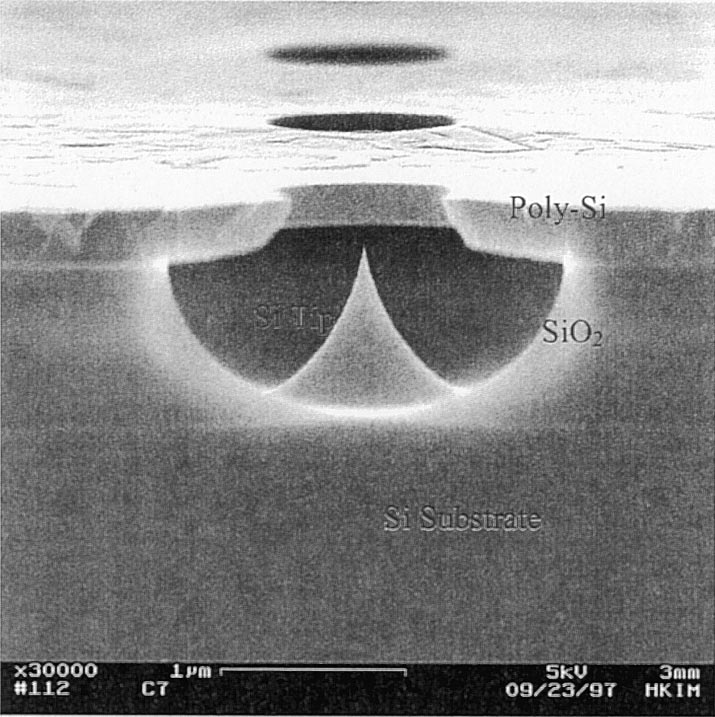 Poly-Si
Si Tip
SiO₂
Si Substrate
x30000 1µm 5kV 3mm
#112 C7 09/23/97 HKIM